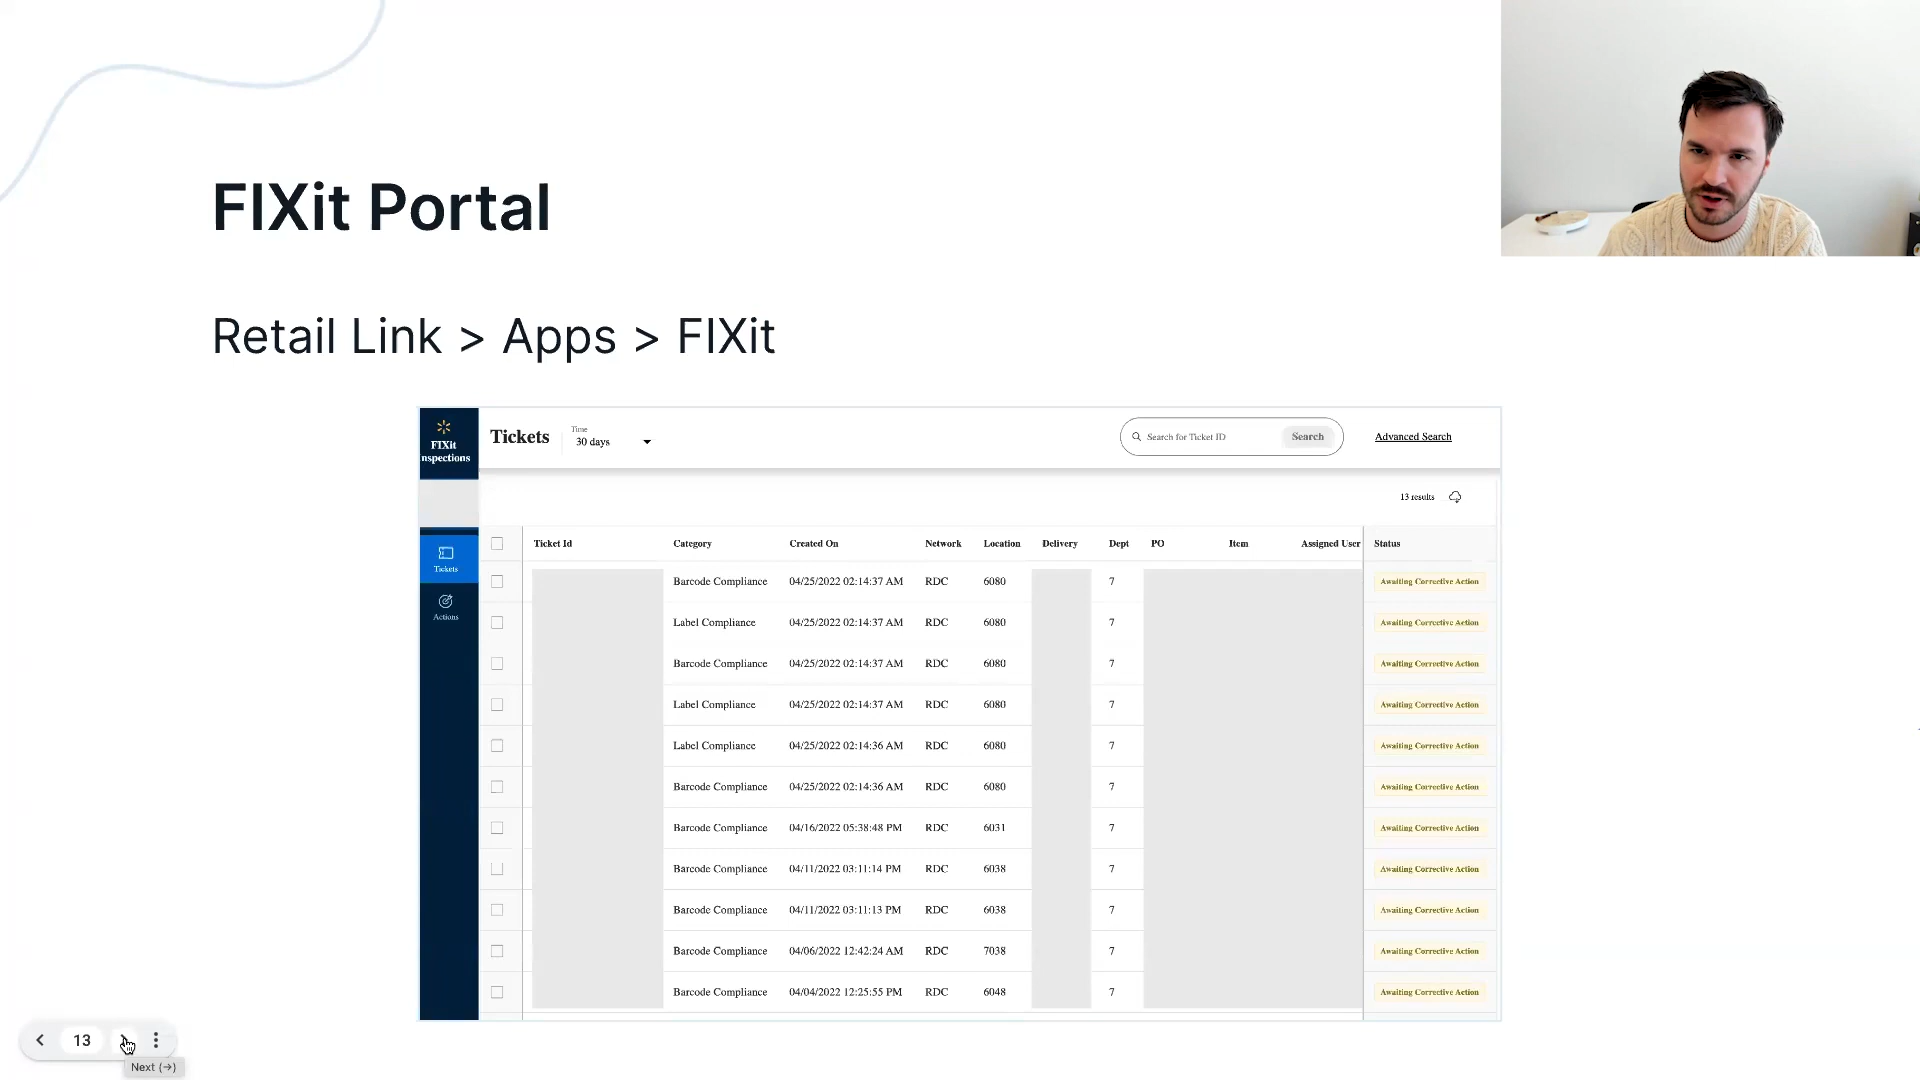 FIXit Portal
Retail Link > Apps > FIXit
FIXit
nspections
Tickets
Time
30 days
Search for Ticket ID
Search
Advanced Search
13 results
Tickets
Actions
Ticket Id Category Created On Network Location Delivery Dept PO Item Assigned User Status
Barcode Compliance 04/25/2022 02:14:37 AM RDC 6080 7 Awaiting Corrective Action
Label Compliance 04/25/2022 02:14:37 AM RDC 6080 7 Awaiting Corrective Action
Barcode Compliance 04/25/2022 02:14:37 AM RDC 6080 7 Awaiting Corrective Action
Label Compliance 04/25/2022 02:14:37 AM RDC 6080 7 Awaiting Corrective Action
Label Compliance 04/25/2022 02:14:36 AM RDC 6080 7 Awaiting Corrective Action
Barcode Compliance 04/25/2022 02:14:36 AM RDC 6080 7 Awaiting Corrective Action
Barcode Compliance 04/16/2022 05:38:48 PM RDC 6031 7 Awaiting Corrective Action
Barcode Compliance 04/11/2022 03:11:14 PM RDC 6038 7 Awaiting Corrective Action
Barcode Compliance 04/11/2022 03:11:13 PM RDC 6038 7 Awaiting Corrective Action
Barcode Compliance 04/06/2022 12:42:24 AM RDC 7038 7 Awaiting Corrective Action
Barcode Compliance 04/04/2022 12:25:55 PM RDC 6048 7 Awaiting Corrective Action
13
Next (→)